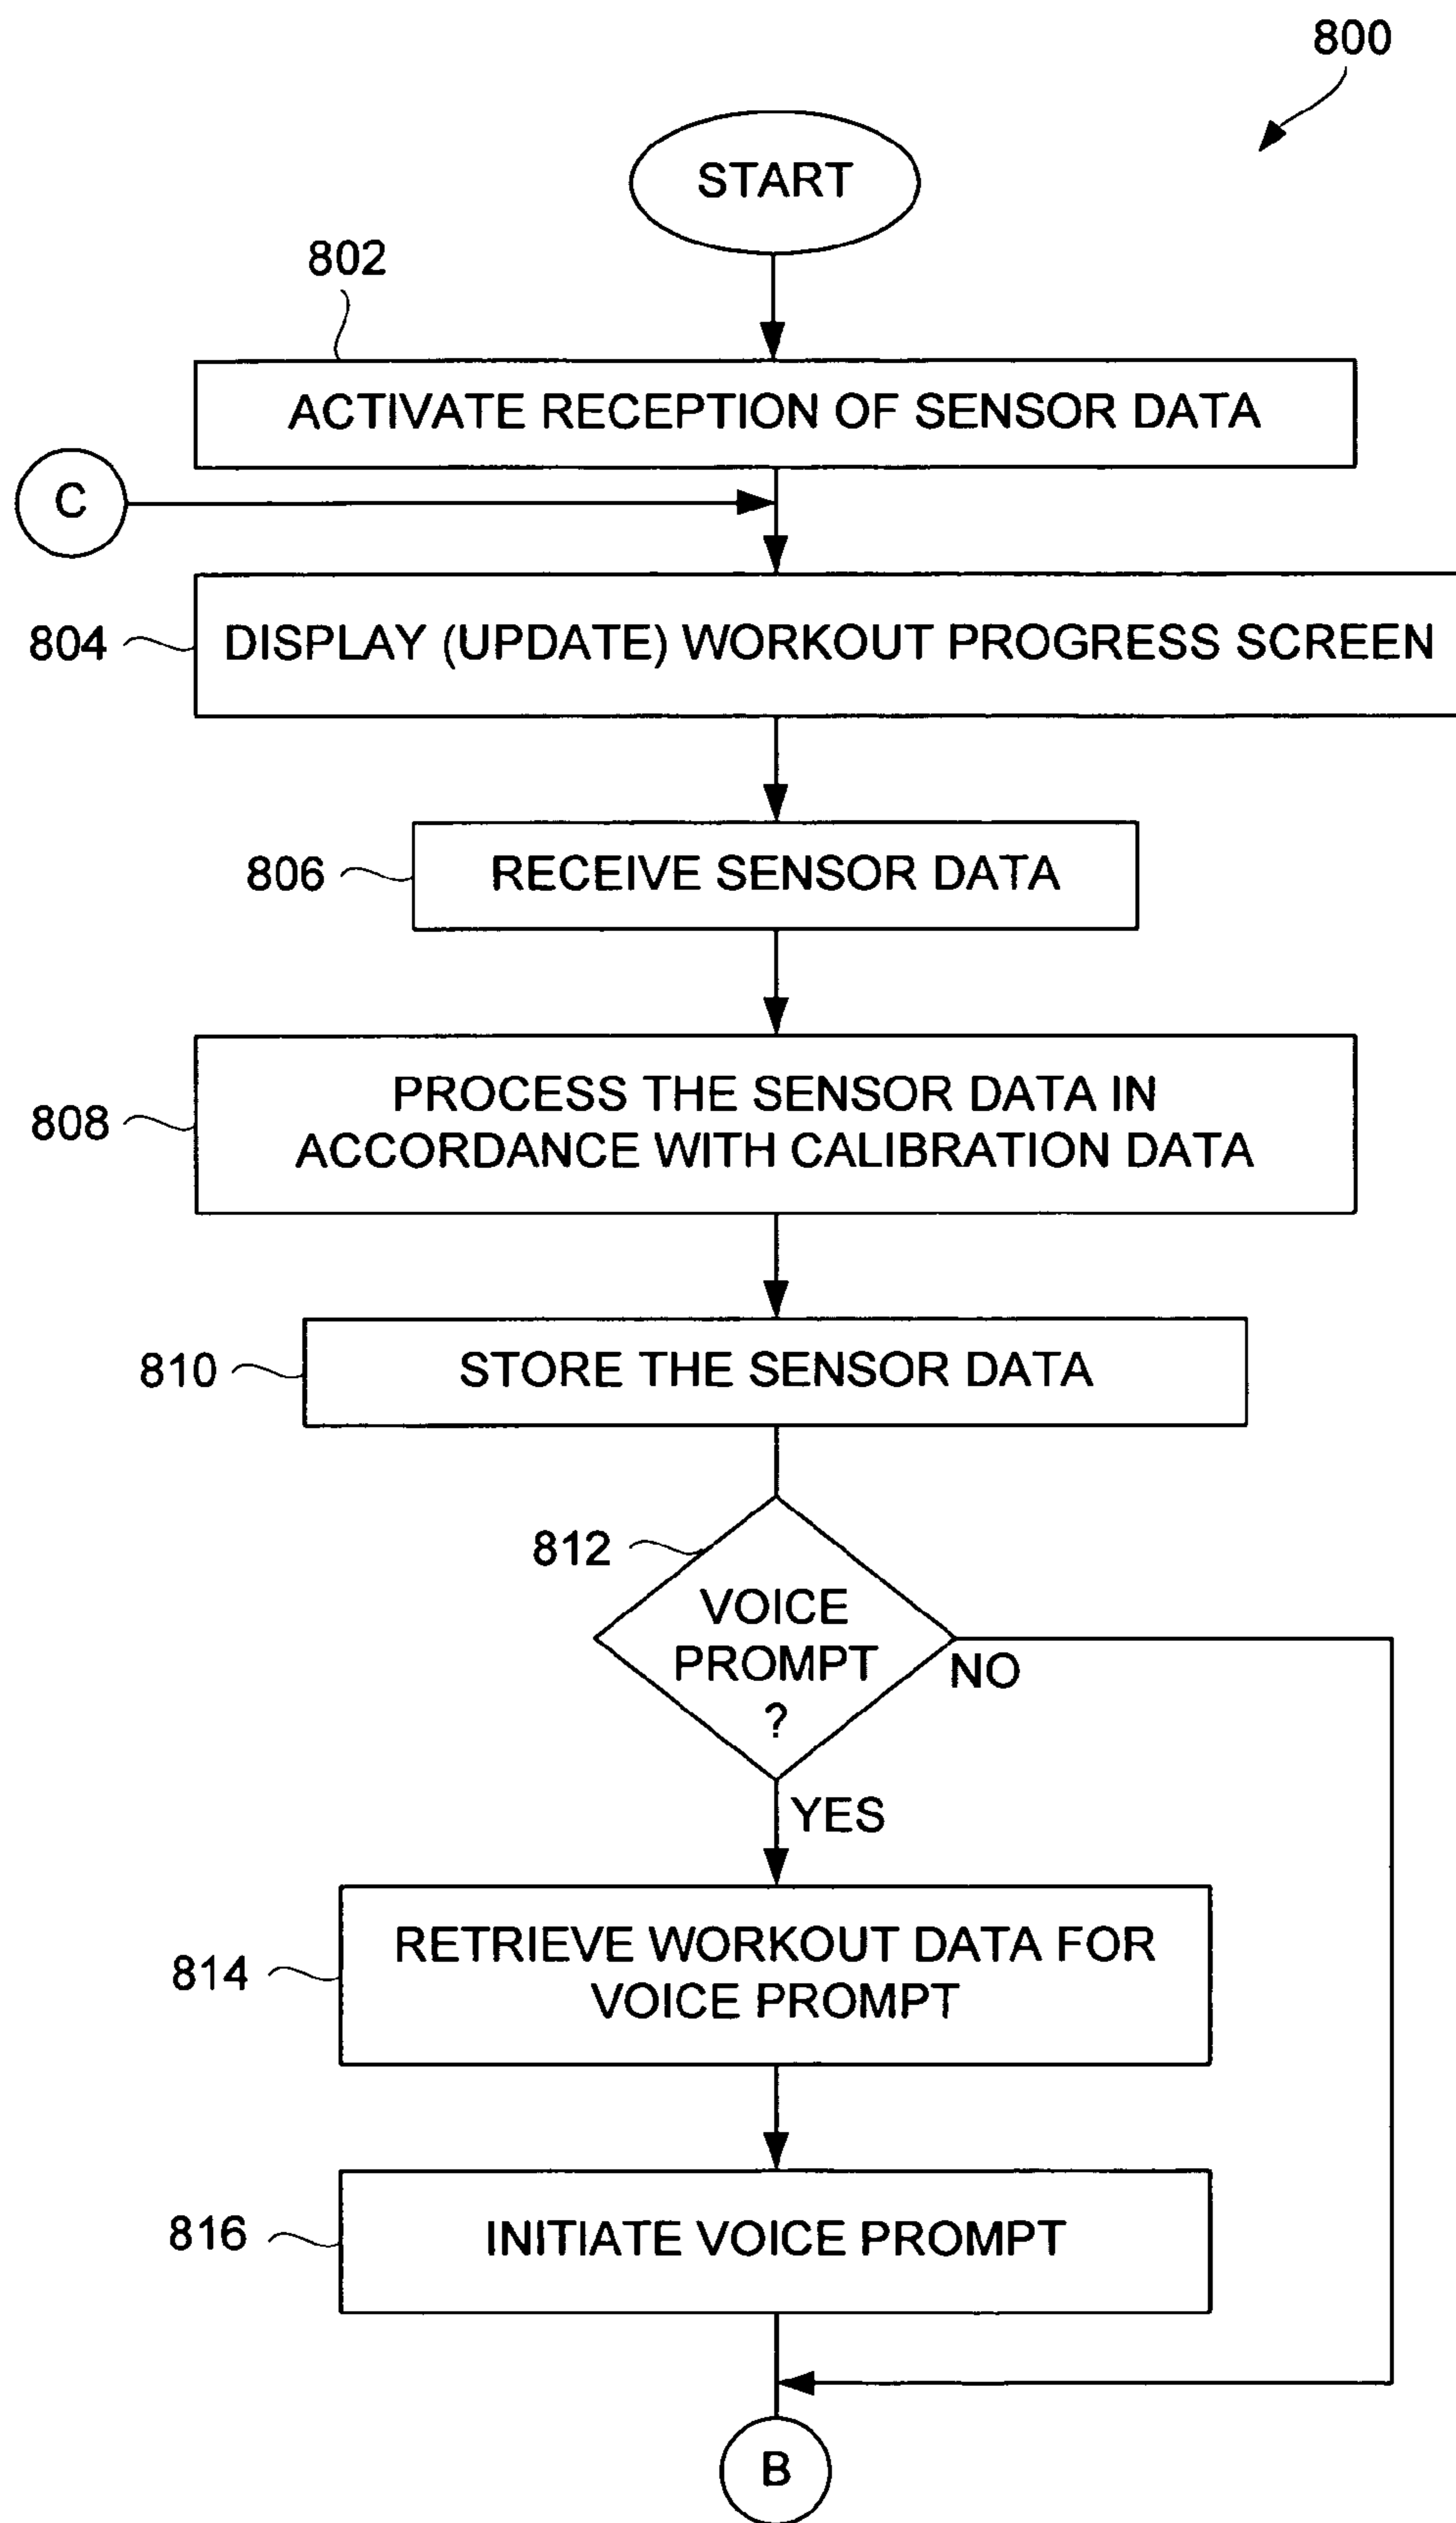 800
START
802
ACTIVATE RECEPTION OF SENSOR DATA
C
804
DISPLAY (UPDATE) WORKOUT PROGRESS SCREEN
806
RECEIVE SENSOR DATA
808
PROCESS THE SENSOR DATA IN
ACCORDANCE WITH CALIBRATION DATA
810
STORE THE SENSOR DATA
812
VOICE
PROMPT
?
NO
YES
814
RETRIEVE WORKOUT DATA FOR
VOICE PROMPT
816
INITIATE VOICE PROMPT
B